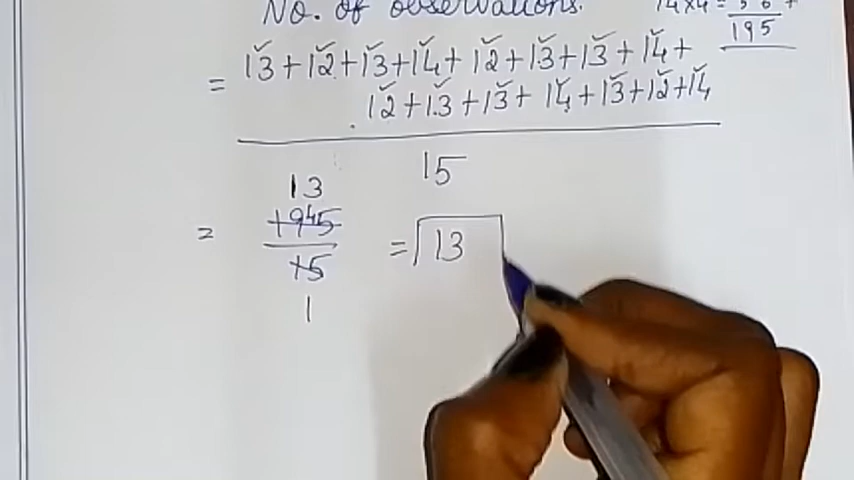 No. of observations.
14×4 = 56 +
195
= 13+12+13+14+ 12+13+13+14+
12+13+13+ 14+13+12+14
15
13
= 195 = 13
15
1